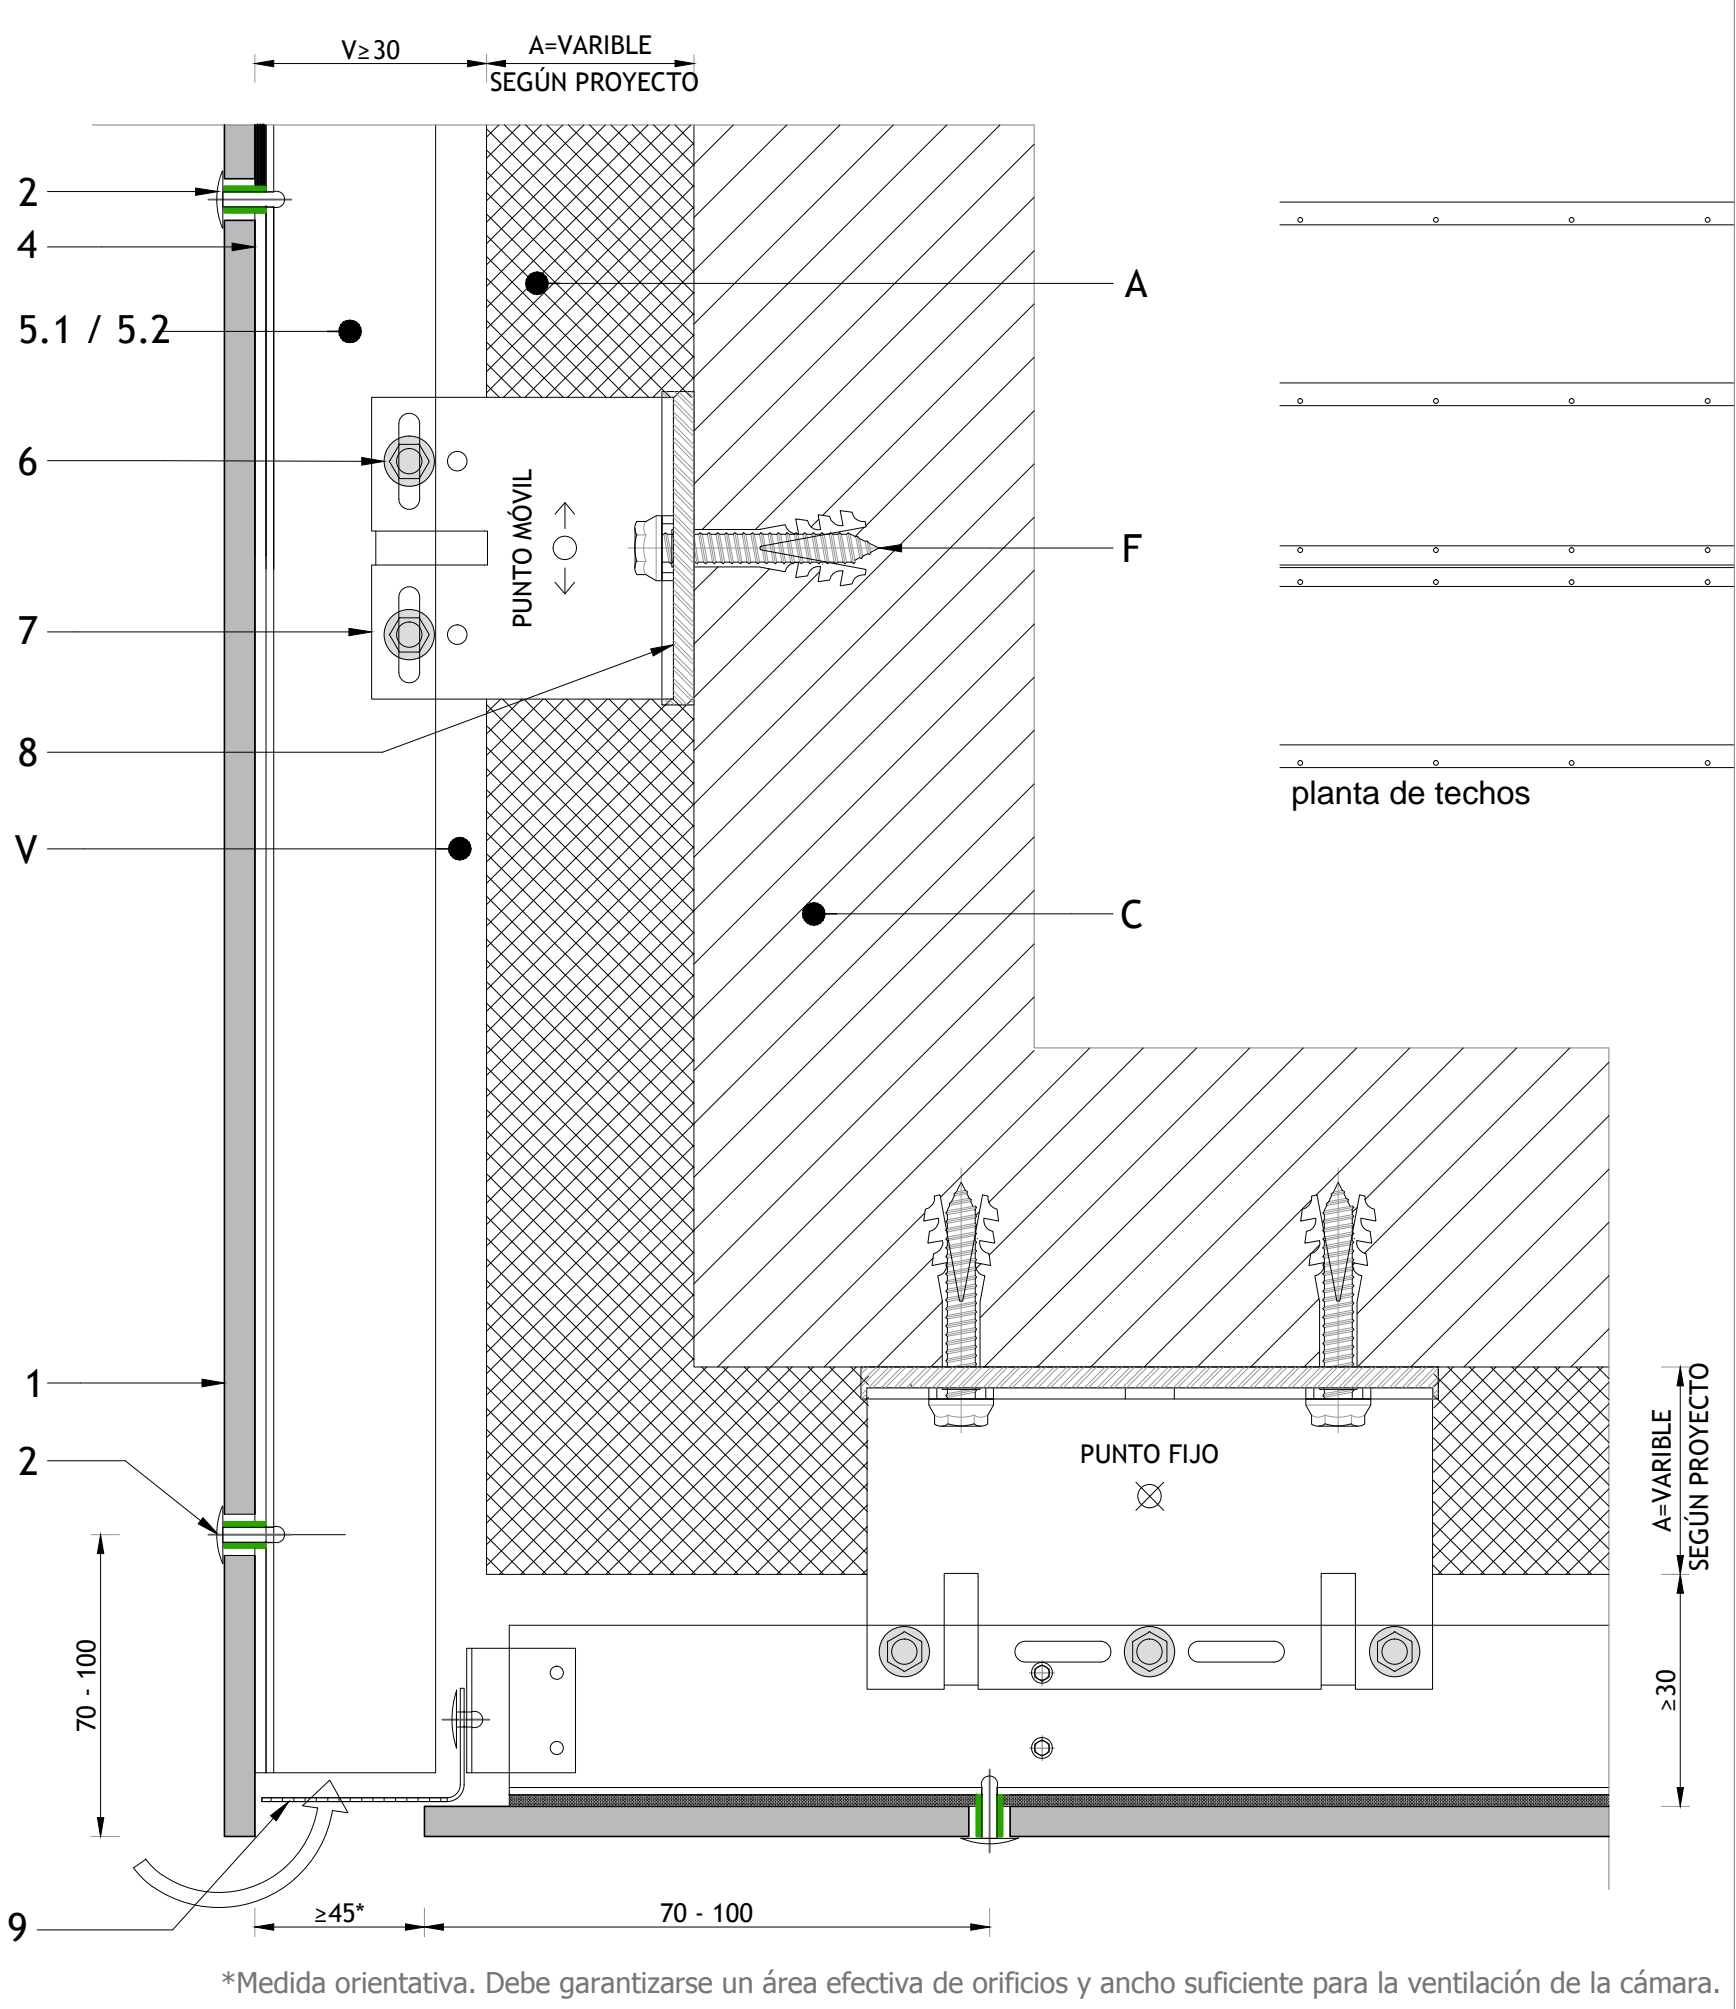 V≥30
A=VARIBLE
SEGÚN PROYECTO
2
4
A
5.1 / 5.2
6
PUNTO MÓVIL
F
7
8
planta de techos
V
C
1
A=VARIBLE
SEGÚN PROYECTO
2
PUNTO FIJO
70 - 100
≥30
9
≥45*
70 - 100
*Medida orientativa. Debe garantizarse un área efectiva de orificios y ancho suficiente para la ventilación de la cámara.